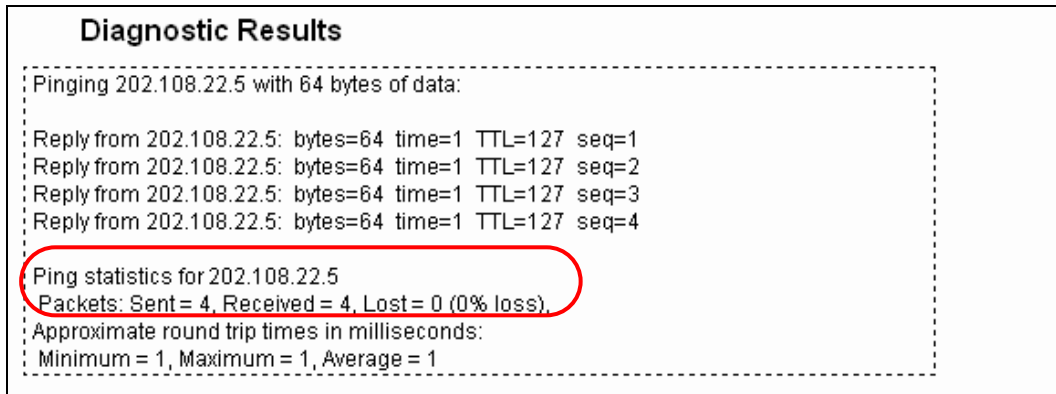 Diagnostic Results
Pinging 202.108.22.5 with 64 bytes of data:
Reply from 202.108.22.5: bytes=64 time=1 TTL=127 seq=1
Reply from 202.108.22.5: bytes=64 time=1 TTL=127 seq=2
Reply from 202.108.22.5: bytes=64 time=1 TTL=127 seq=3
Reply from 202.108.22.5: bytes=64 time=1 TTL=127 seq=4
Ping statistics for 202.108.22.5
Packets: Sent = 4, Received = 4, Lost = 0 (0% loss),
Approximate round trip times in milliseconds:
Minimum = 1, Maximum = 1, Average = 1